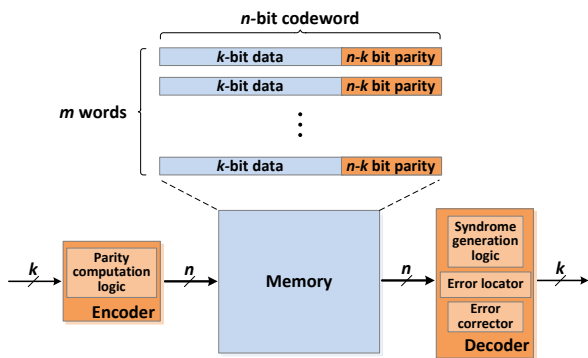 n-bit codeword
k-bit data n-k bit parity
k-bit data n-k bit parity
m words
k-bit data n-k bit parity
k
Parity
computation
logic
Encoder
n
Memory
n
Syndrome
generation
logic
Error locator
Error
corrector
Decoder
k